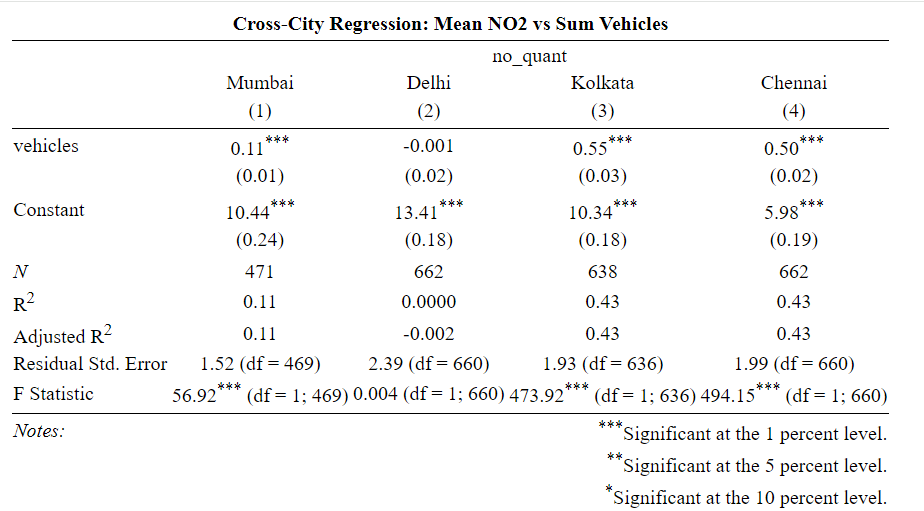 Cross-City Regression: Mean NO2 vs Sum Vehicles
no_quant
Mumbai Delhi Kolkata Chennai
(1) (2) (3) (4)
vehicles 0.11*** -0.001 0.55*** 0.50***
(0.01) (0.02) (0.03) (0.02)
Constant 10.44*** 13.41*** 10.34*** 5.98***
(0.24) (0.18) (0.18) (0.19)
N 471 662 638 662
R2 0.11 0.0000 0.43 0.43
Adjusted R2 0.11 -0.002 0.43 0.43
Residual Std. Error 1.52 (df = 469) 2.39 (df = 660) 1.93 (df = 636) 1.99 (df = 660)
F Statistic 56.92*** (df = 1; 469) 0.004 (df = 1; 660) 473.92*** (df = 1; 636) 494.15*** (df = 1; 660)
Notes: ***Significant at the 1 percent level.
**Significant at the 5 percent level.
*Significant at the 10 percent level.